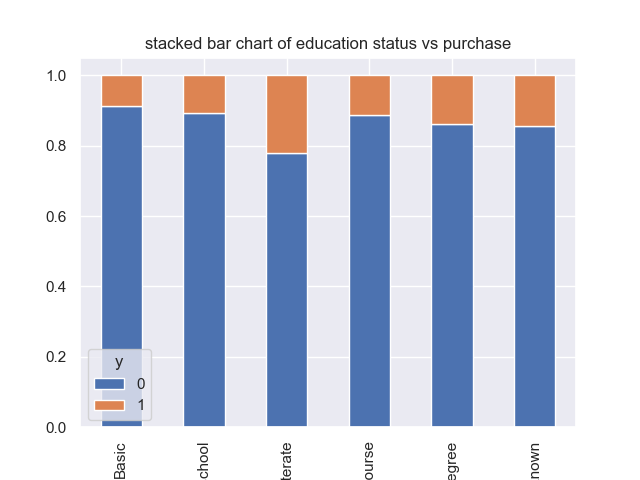 stacked bar chart of education status vs purchase
1.0
0.8
0.6
0.4
0.2
0.0
y
0
1
Basic
chool
terate
ourse
egree
nown